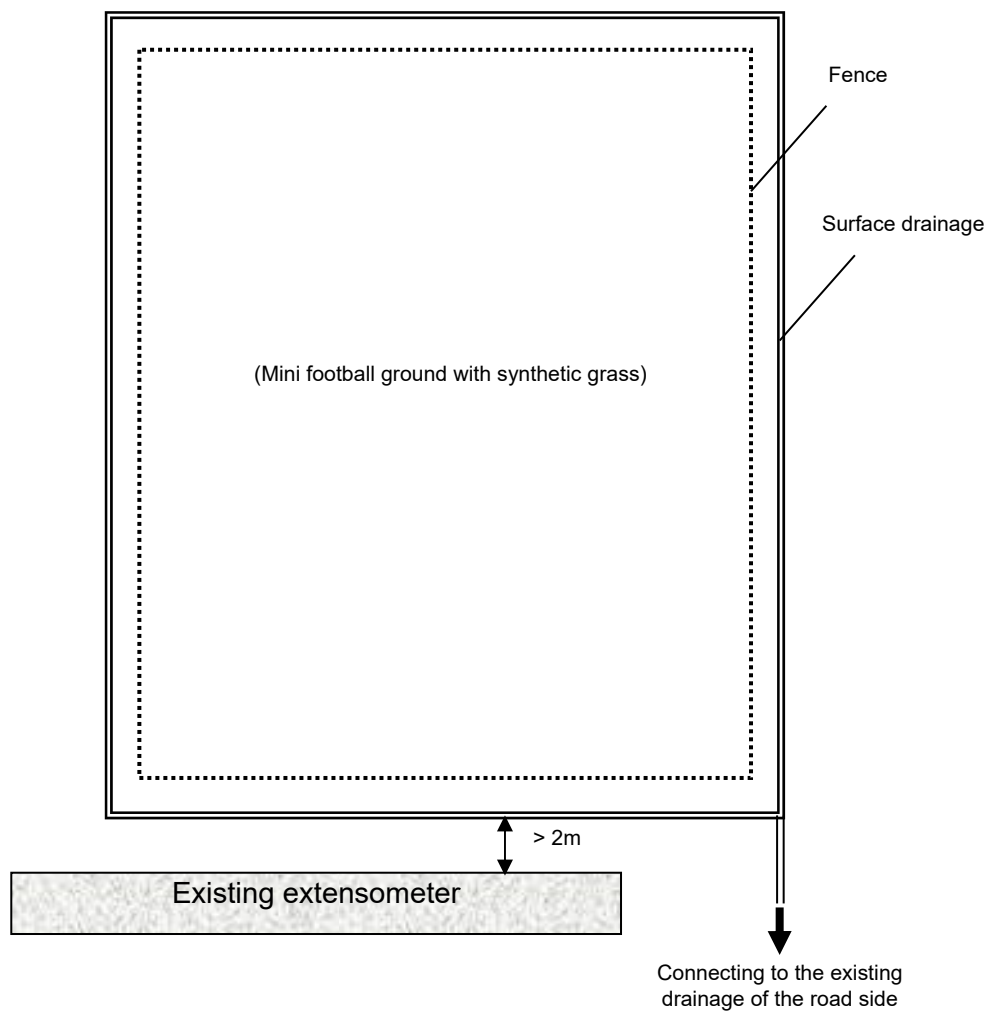 Fence
Surface drainage
(Mini football ground with synthetic grass)
> 2m
Existing extensometer
Connecting to the existing
drainage of the road side